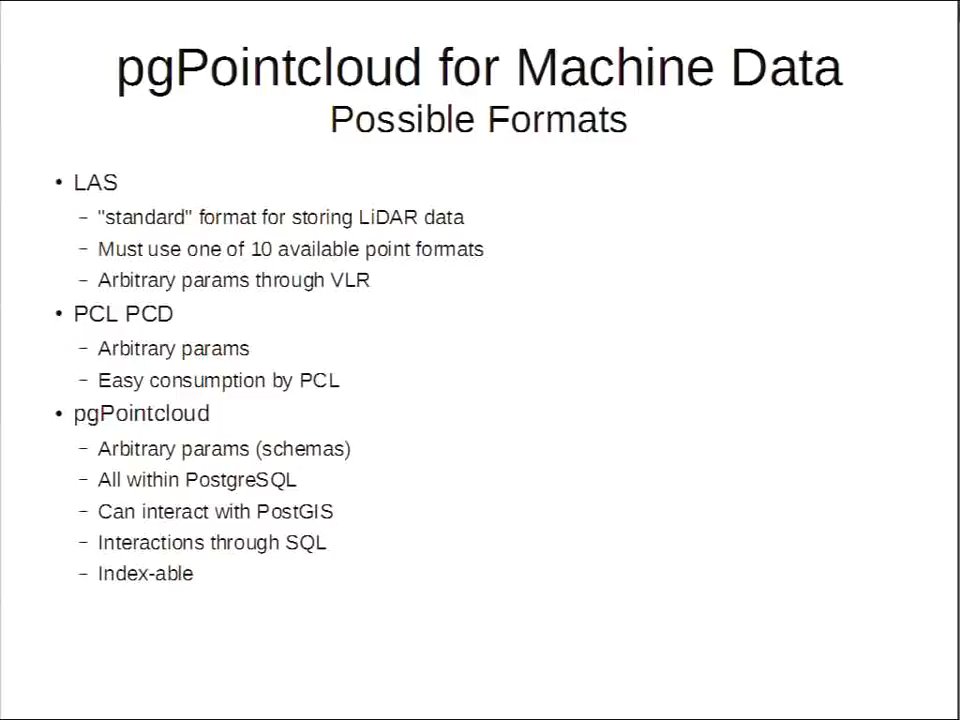 pgPointcloud for Machine Data
Possible Formats
• LAS
– "standard" format for storing LiDAR data
– Must use one of 10 available point formats
– Arbitrary params through VLR
• PCL PCD
– Arbitrary params
– Easy consumption by PCL
• pgPointcloud
– Arbitrary params (schemas)
– All within PostgreSQL
– Can interact with PostGIS
– Interactions through SQL
– Index-able